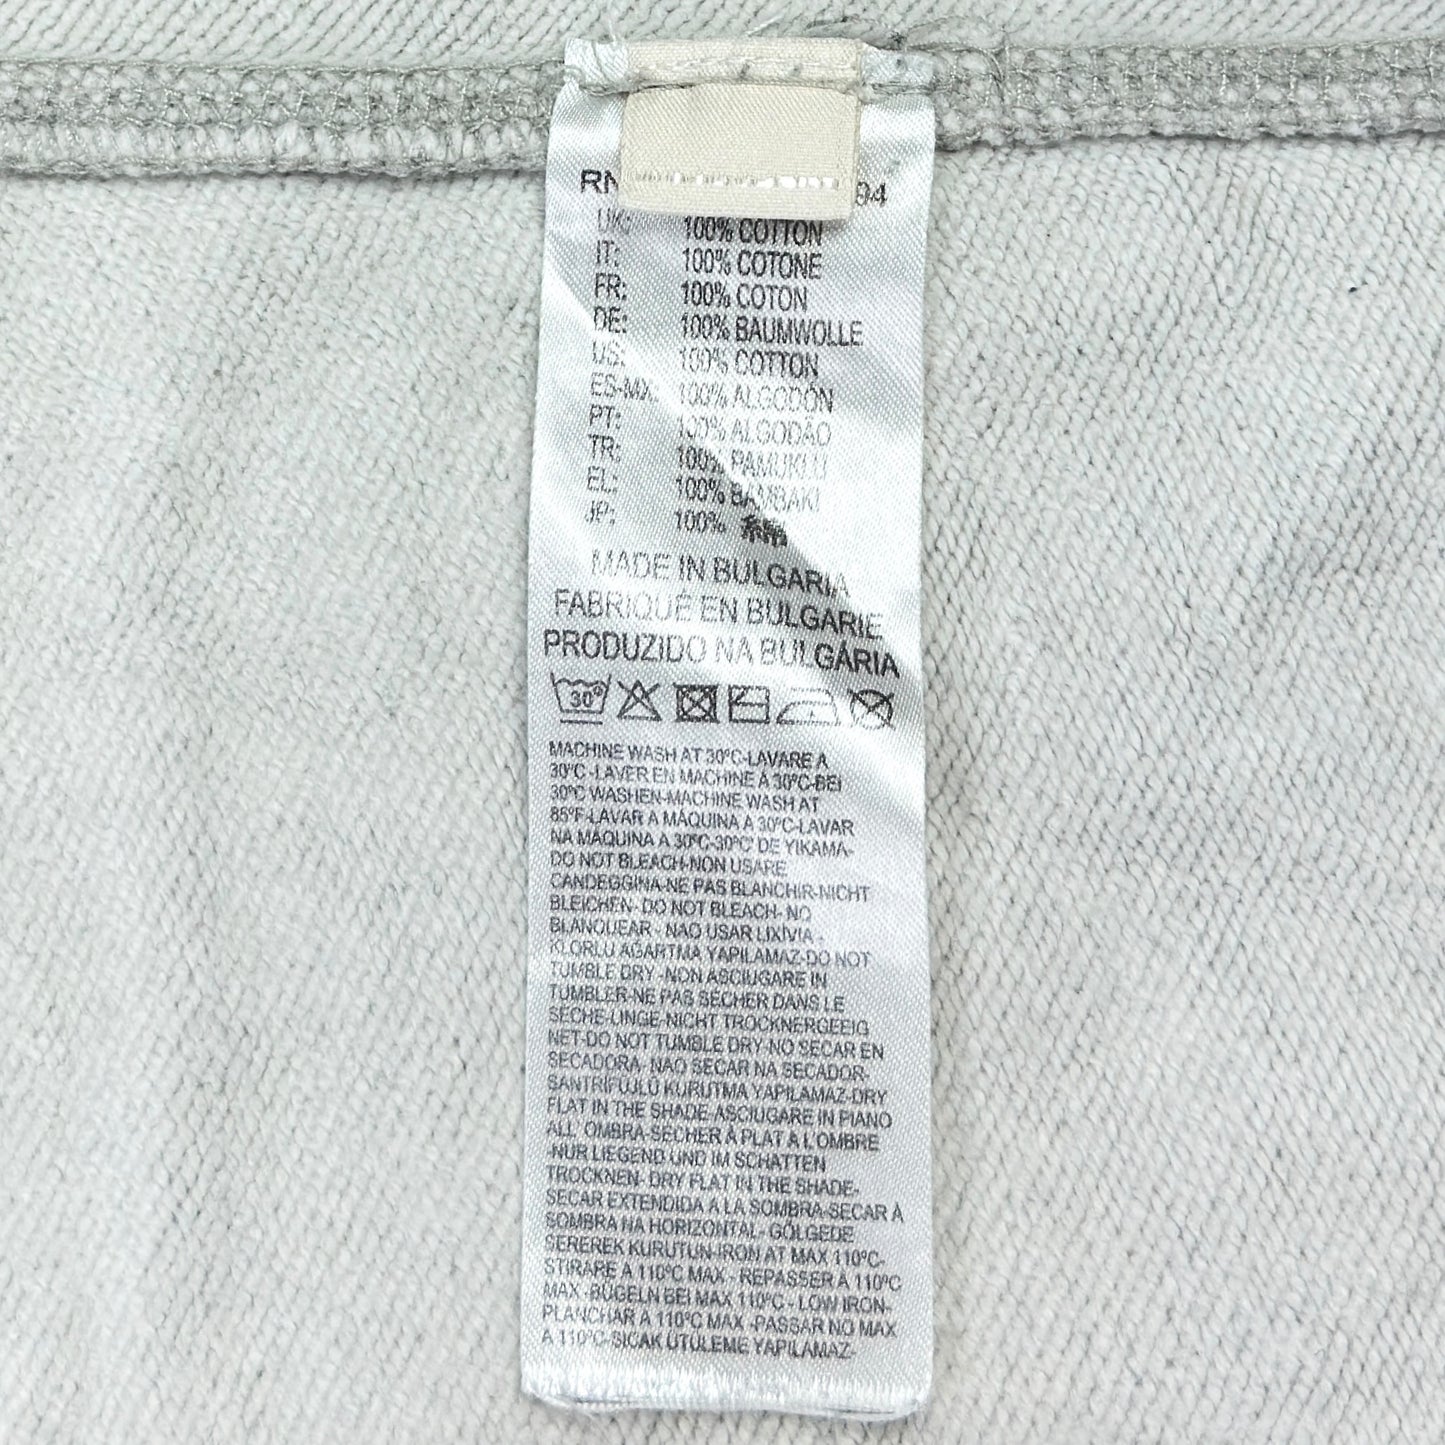 RN 94
UK: 100% COTTON
IT: 100% COTONE
FR: 100% COTON
DE: 100% BAUMWOLLE
US: 100% COTTON
ES-MX: 100% ALGODÓN
PT: 100% ALGODÃO
TR: 100% PAMUKLU
EL: 100% BAMBAKI
JP: 100% 綿
MADE IN BULGARIA
FABRIQUÉ EN BULGARIE
PRODUZIDO NA BULGÁRIA
30°
MACHINE WASH AT 30°C-LAVARE A
30°C -LAVER EN MACHINE À 30°C-BEI
30°C WASHEN-MACHINE WASH AT
85°F-LAVAR A MÁQUINA A 30°C-LAVAR
NA MÁQUINA A 30°C-30°C' DE YIKAMA-
DO NOT BLEACH-NON USARE
CANDEGGINA-NE PAS BLANCHIR-NICHT
BLEICHEN- DO NOT BLEACH- NO
BLANQUEAR - NÃO USAR LIXÍVIA -
KLORLU AĞARTMA YAPILAMAZ-DO NOT
TUMBLE DRY -NON ASCIUGARE IN
TUMBLER-NE PAS SÉCHER DANS LE
SÈCHE-LINGE-NICHT TROCKNERGEEIG
NET-DO NOT TUMBLE DRY-NO SECAR EN
SECADORA- NÃO SECAR NA SECADOR-
SANTRİFÜJLÜ KURUTMA YAPILAMAZ-DRY
FLAT IN THE SHADE-ASCIUGARE IN PIANO
ALL' OMBRA-SÉCHER À PLAT À L'OMBRE
-NUR LIEGEND UND IM SCHATTEN
TROCKNEN- DRY FLAT IN THE SHADE-
SECAR EXTENDIDA A LA SOMBRA-SECAR À
SOMBRA NA HORIZONTAL- GÖLGEDE
SEREREK KURUTUN-IRON AT MAX 110°C-
STIRARE A 110°C MAX - REPASSER À 110°C
MAX -BÜGELN BEI MAX 110°C - LOW IRON-
PLANCHAR A 110°C MAX -PASSAR NO MAX
A 110°C-SICAK ÜTÜLEME YAPILAMAZ-